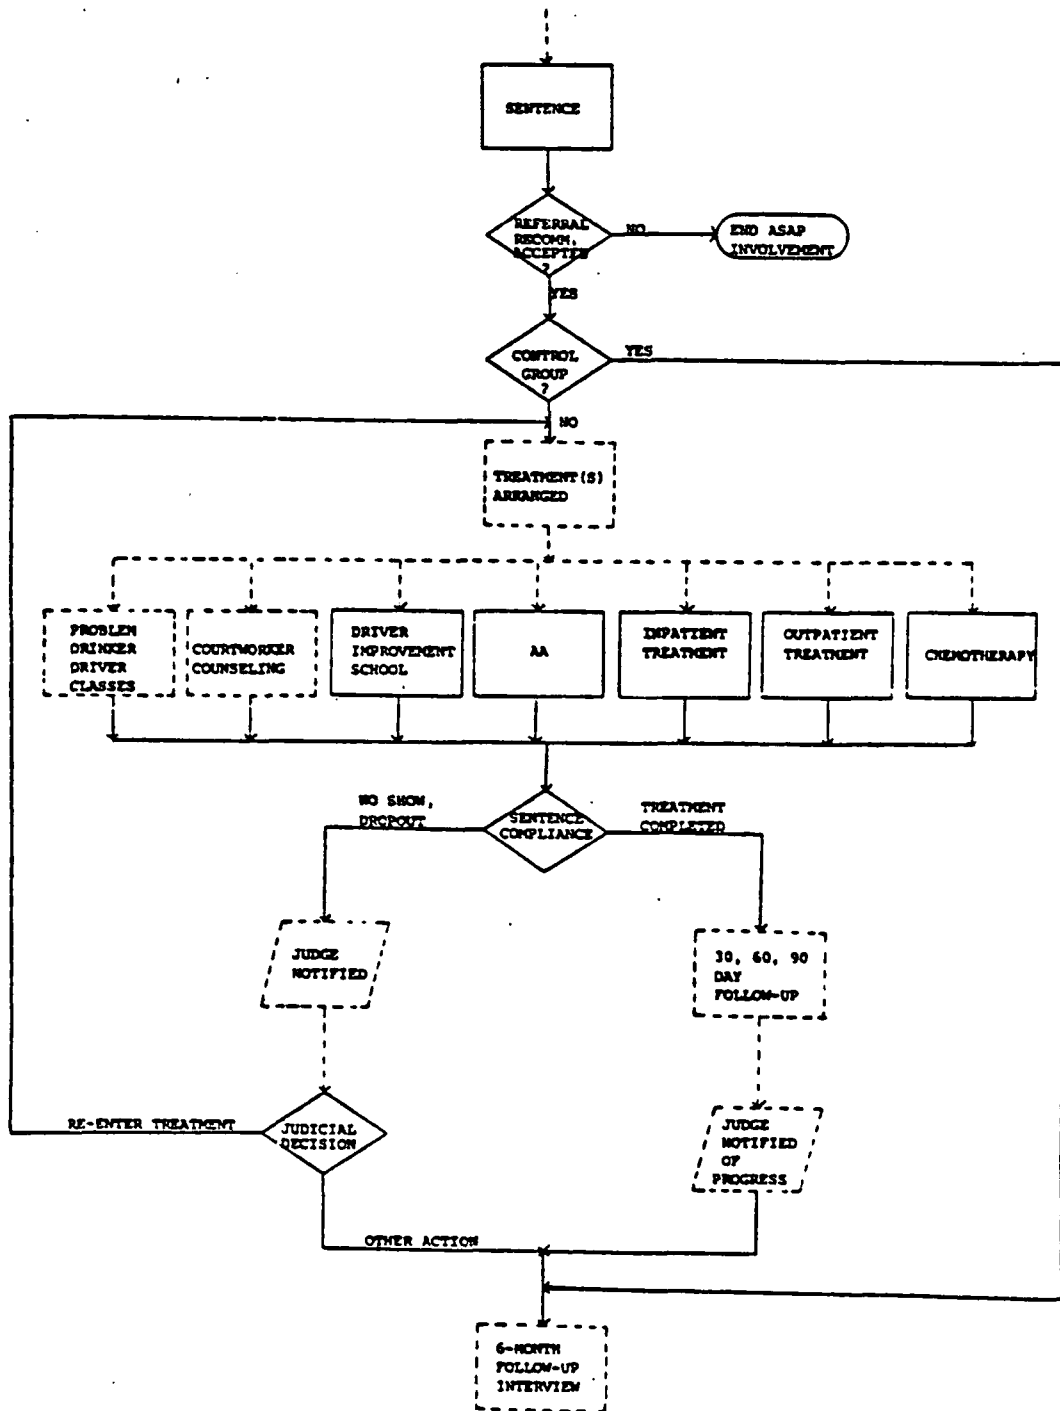 SENTENCE
REFERRAL
RECOMM.
ACCEPTED
?
NO
END ASAP
INVOLVEMENT
YES
CONTROL
GROUP
?
YES
NO
TREATMENT(S)
ARRANGED
PROBLEM
DRINKER
DRIVER
CLASSES
COURTWORKER
COUNSELING
DRIVER
IMPROVEMENT
SCHOOL
AA
INPATIENT
TREATMENT
OUTPATIENT
TREATMENT
CHEMOTHERAPY
NO SHOW,
DROPOUT
SENTENCE
COMPLIANCE
TREATMENT
COMPLETED
JUDGE
NOTIFIED
30, 60, 90
DAY
FOLLOW-UP
RE-ENTER TREATMENT
JUDICIAL
DECISION
JUDGE
NOTIFIED
OF
PROGRESS
OTHER ACTION
6-MONTH
FOLLOW-UP
INTERVIEW